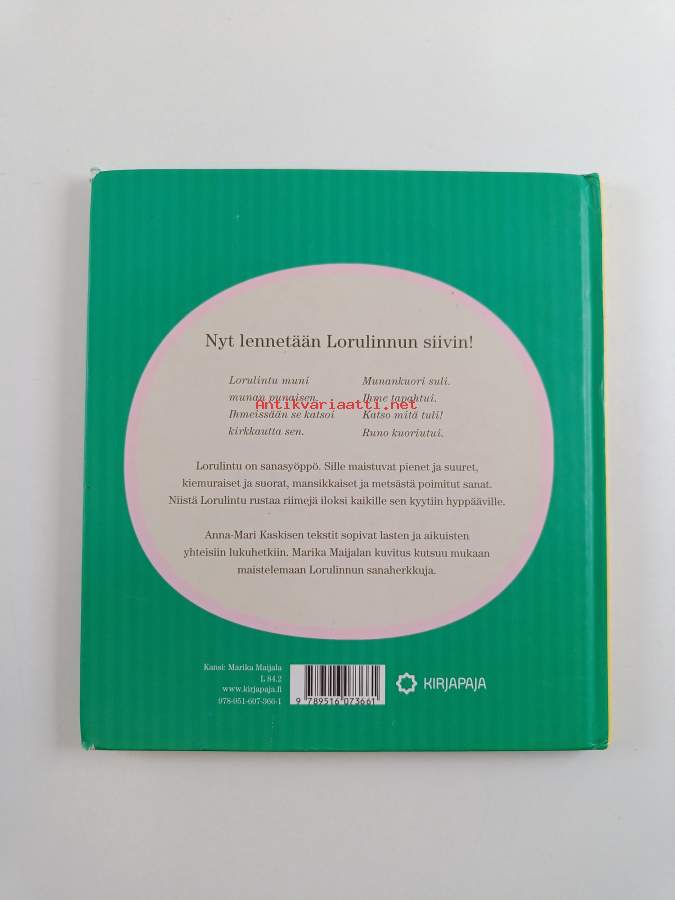 Nyt lennetään Lorulinnun siivin!
Lorulintu muni
munan punaisen.
Ihmeissään se katsoi
kirkkautta sen.
Munankuori suli.
Ihme tapahtui.
Katso mitä tuli!
Runo kuoriutui.
Antikvariaatti.net
Lorulintu on sanasyöppö. Sille maistuvat pienet ja suuret,
kiemuraiset ja suorat, mansikkaiset ja metsästä poimitut sanat.
Niistä Lorulintu rustaa riimejä iloksi kaikille sen kyytiin hyppääville.
Anna-Mari Kaskisen tekstit sopivat lasten ja aikuisten
yhteisiin lukuhetkiin. Marika Maijalan kuvitus kutsuu mukaan
maistelemaan Lorulinnun sanaherkkuja.
Kansi: Marika Maijala
L 84.2
www.kirjapaja.fi
978-951-607-366-1
9 789516 073661
KIRJAPAJA